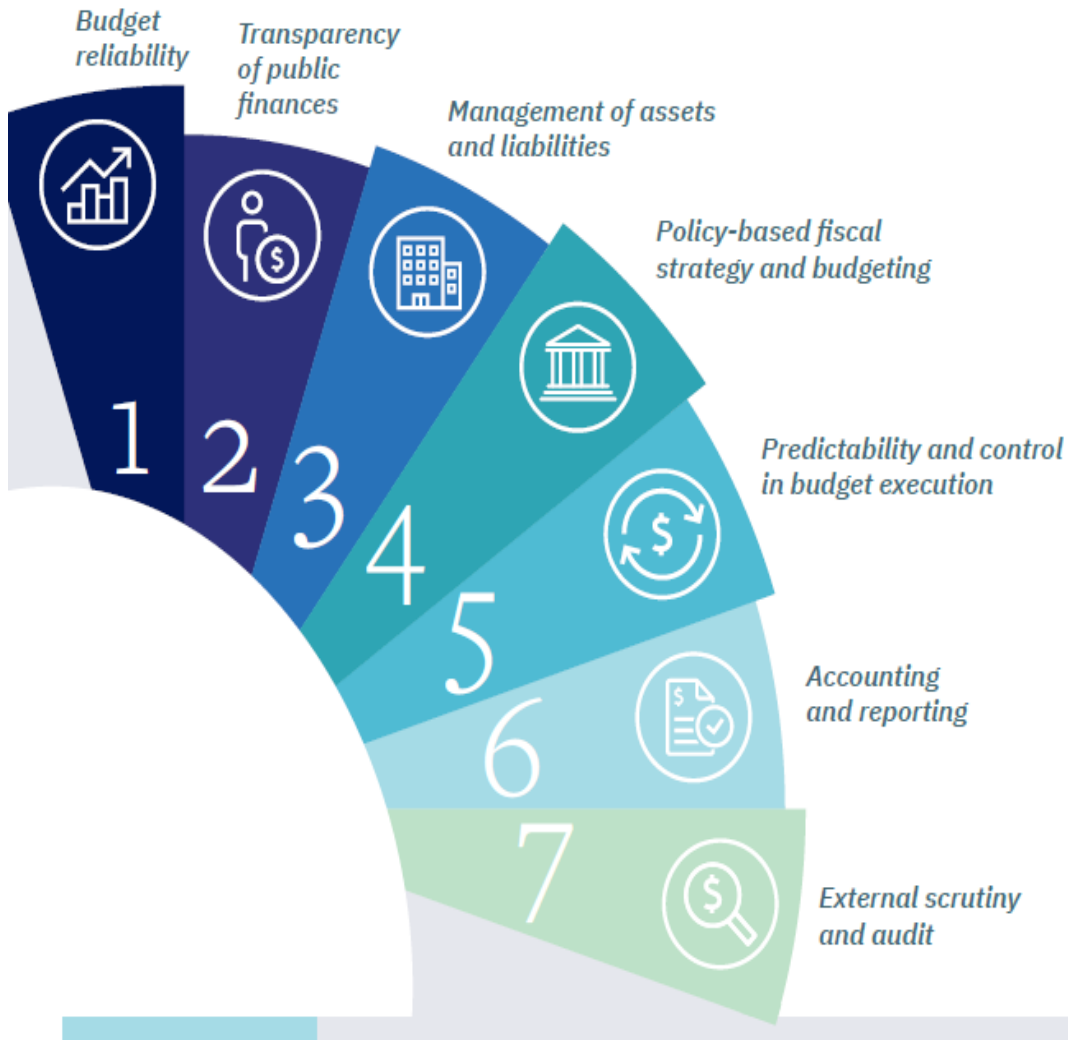 Budget
reliability
Transparency
of public
finances
Management of assets
and liabilities
Policy-based fiscal
strategy and budgeting
Predictability and control
in budget execution
Accounting
and reporting
External scrutiny
and audit
1
2
3
4
5
6
7
$
$
$
$